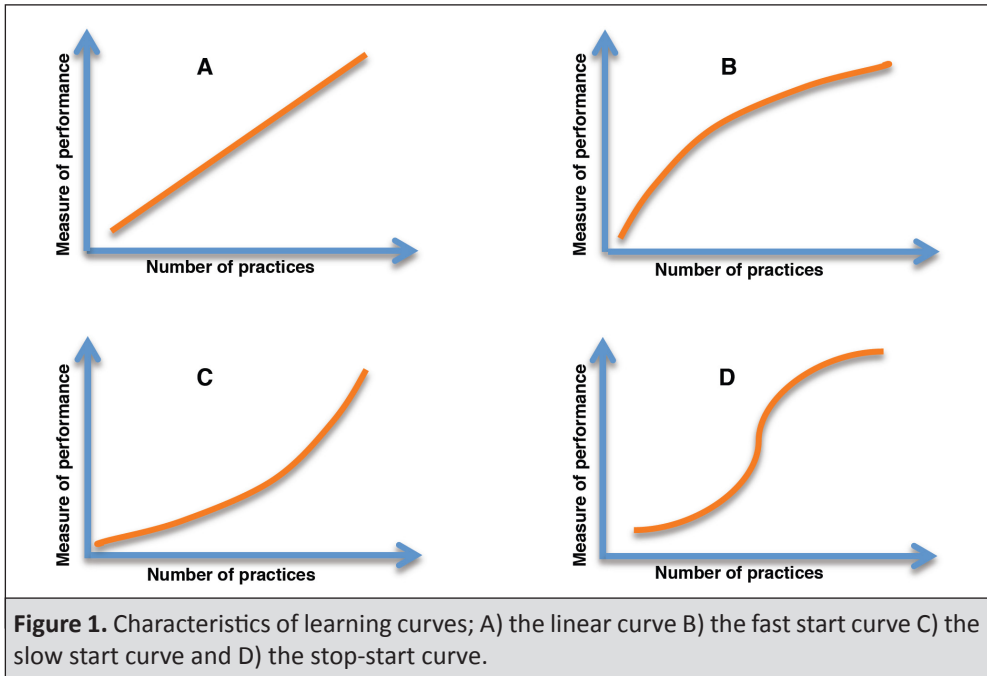 A
Measure of performance
Number of practices
B
Measure of performance
Number of practices
C
Measure of performance
Number of practices
D
Measure of performance
Number of practices
Figure 1. Characteristics of learning curves; A) the linear curve B) the fast start curve C) the
slow start curve and D) the stop-start curve.